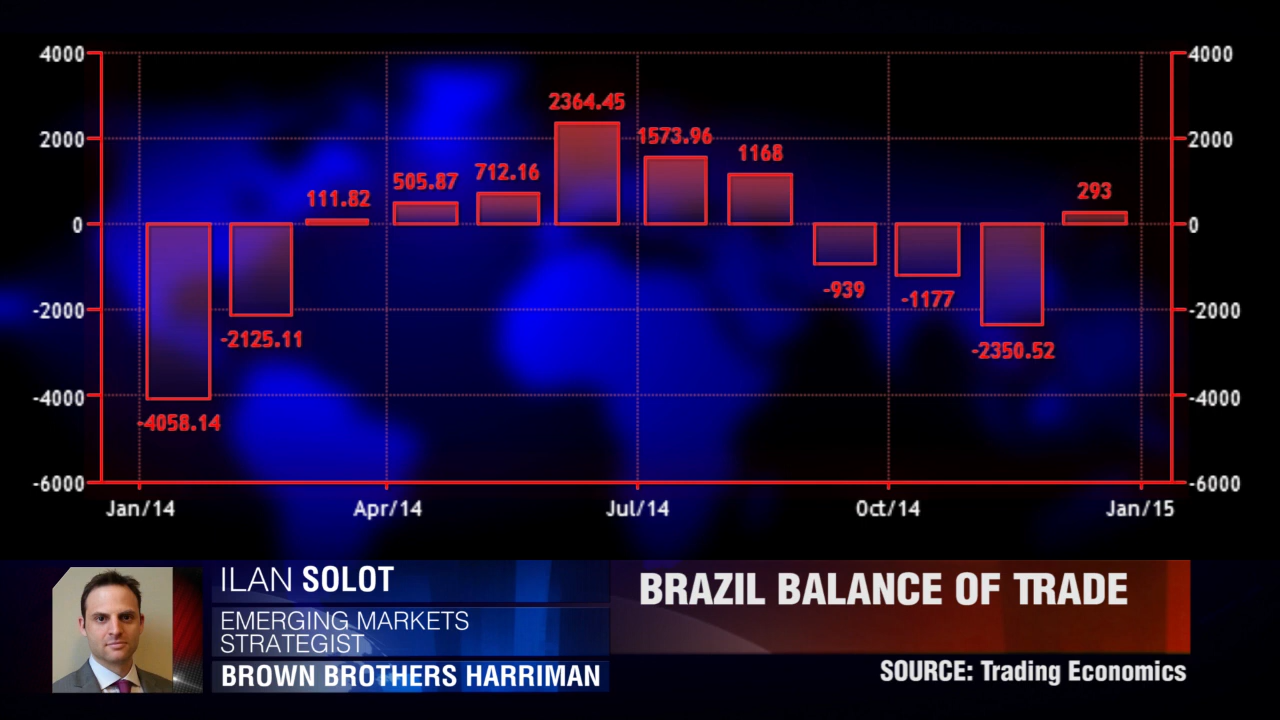 4000 4000
2364.45
2000 1573.96 2000
1168
712.16
505.87
111.82 293
0 0
-939
-1177
-2000 -2000
-2125.11
-2350.52
-4000 -4000
-4058.14
-6000 -6000
Jan/14 Apr/14 Jul/14 Oct/14 Jan/15
ILAN SOLOT
EMERGING MARKETS
STRATEGIST
BROWN BROTHERS HARRIMAN
BRAZIL BALANCE OF TRADE
SOURCE: Trading Economics